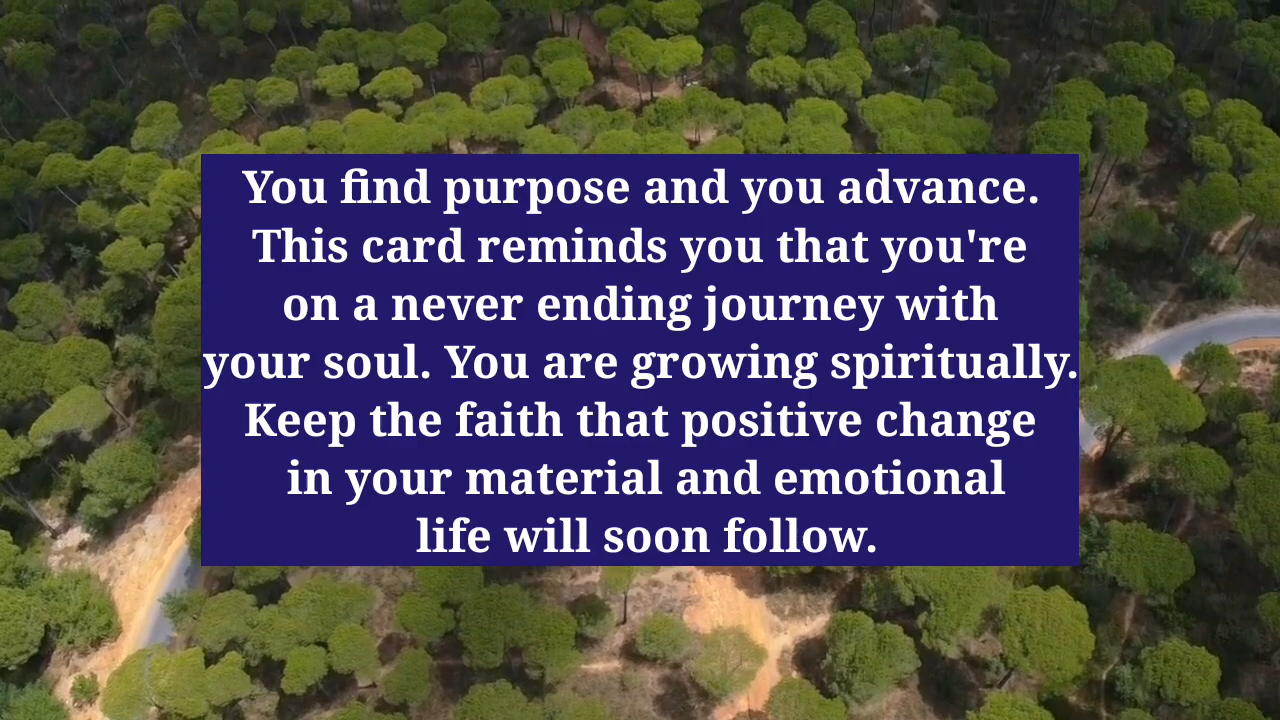 You find purpose and you advance.
This card reminds you that you're
on a never ending journey with
your soul. You are growing spiritually.
Keep the faith that positive change
in your material and emotional
life will soon follow.